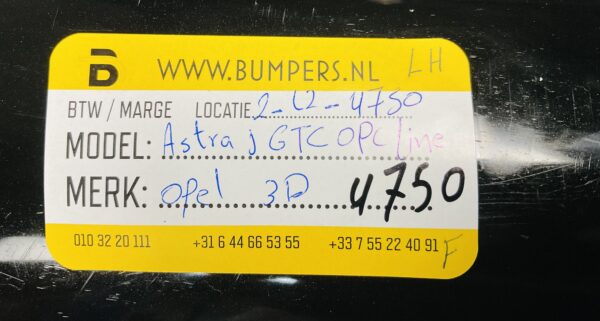 B WWW.BUMPERS.NL LH
BTW / MARGE LOCATIE 2-L2-4750
MODEL: Astra j GTC OPC line
MERK: opel 3D 4750
010 32 20 111 +31 6 44 66 53 55 +33 7 55 22 40 91 F